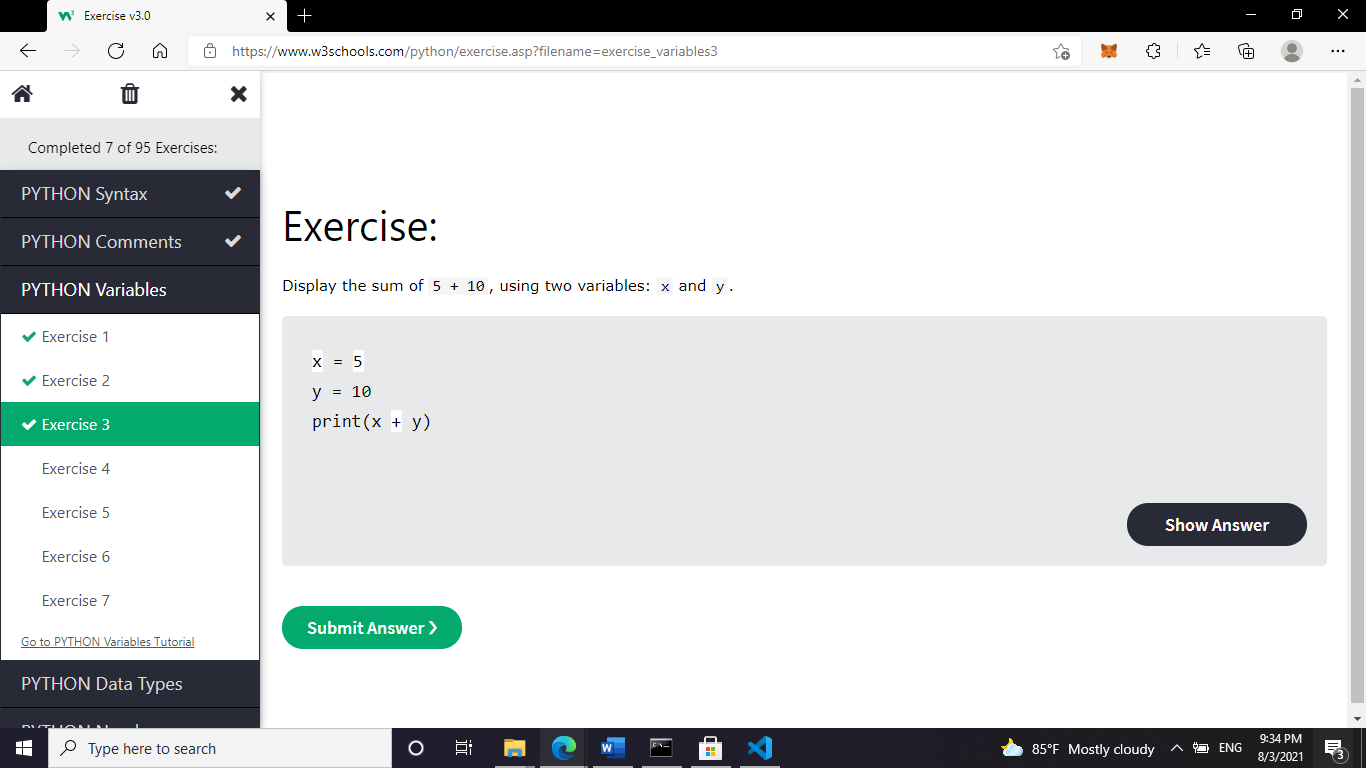 Exercise v3.0
https://www.w3schools.com/python/exercise.asp?filename=exercise_variables3
Completed 7 of 95 Exercises:
PYTHON Syntax
PYTHON Comments
PYTHON Variables
Exercise 1
Exercise 2
Exercise 3
Exercise 4
Exercise 5
Exercise 6
Exercise 7
Go to PYTHON Variables Tutorial
PYTHON Data Types
Exercise:
Display the sum of 5 + 10, using two variables: x and y.
x = 5
y = 10
print(x + y)
Show Answer
Submit Answer ❯
Type here to search
85°F Mostly cloudy
ENG
9:34 PM
8/3/2021
3